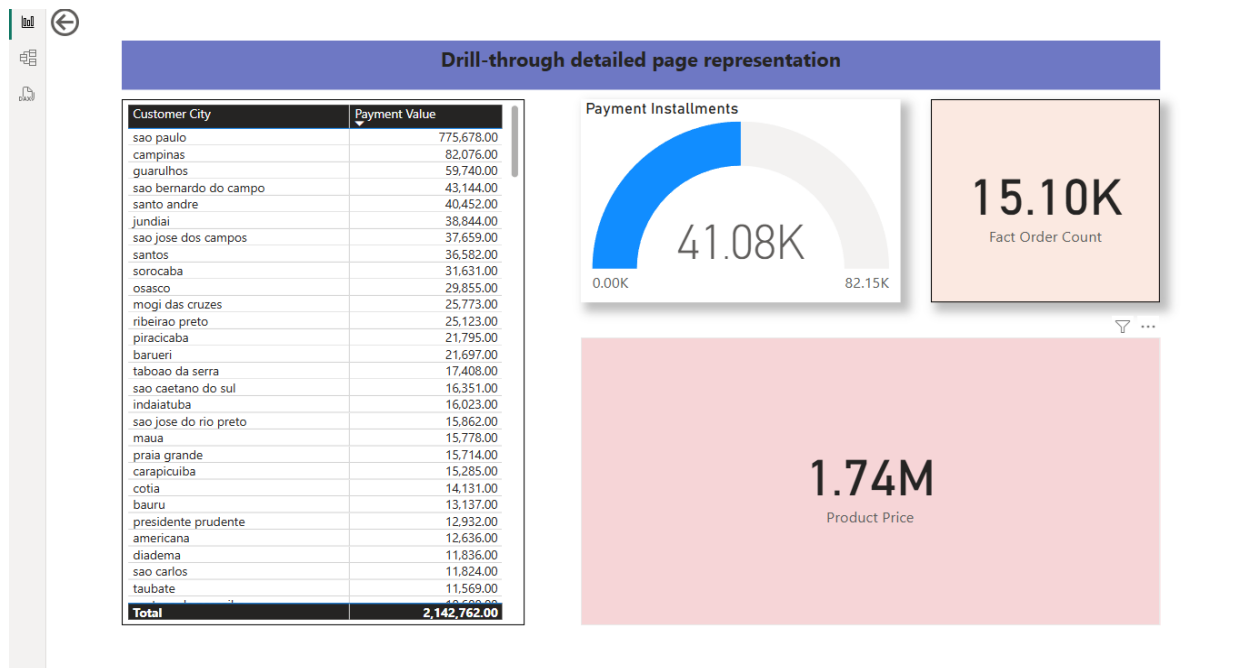 Drill-through detailed page representation
Customer City Payment Value
sao paulo 775,678.00
campinas 82,076.00
guarulhos 59,740.00
sao bernardo do campo 43,144.00
santo andre 40,452.00
jundiai 38,844.00
sao jose dos campos 37,659.00
santos 36,582.00
sorocaba 31,631.00
osasco 29,855.00
mogi das cruzes 25,773.00
ribeirao preto 25,123.00
piracicaba 21,795.00
barueri 21,697.00
taboao da serra 17,408.00
sao caetano do sul 16,351.00
indaiatuba 16,023.00
sao jose do rio preto 15,862.00
maua 15,778.00
praia grande 15,714.00
carapicuiba 15,285.00
cotia 14,131.00
bauru 13,137.00
presidente prudente 12,932.00
americana 12,636.00
diadema 11,836.00
sao carlos 11,824.00
taubate 11,569.00
Total 2,142,762.00
Payment Installments
41.08K
0.00K 82.15K
15.10K
Fact Order Count
1.74M
Product Price